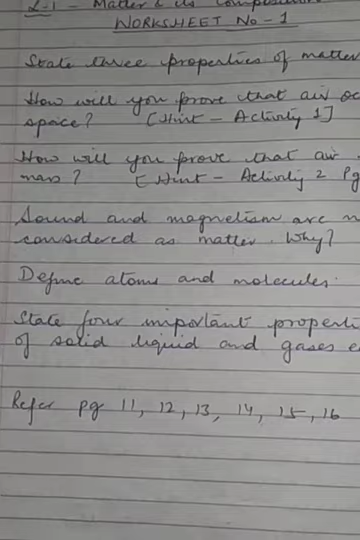 L-1 - Matter & its Composition
WORKSHEET No - 1
State three properties of matter
How will you prove that air oc
space? [Hint - Activity 1]
How will you prove that air
mass? [Hint - Activity 2 Pg
Sound and magnetism are n
considered as matter. Why?
Define atoms and molecules.
State four important properti
of solid liquid and gases e
Refer pg 11, 12, 13, 14, 15, 16